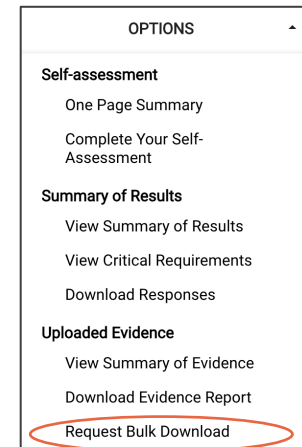 OPTIONS
Self-assessment
One Page Summary
Complete Your Self-
Assessment
Summary of Results
View Summary of Results
View Critical Requirements
Download Responses
Uploaded Evidence
View Summary of Evidence
Download Evidence Report
Request Bulk Download